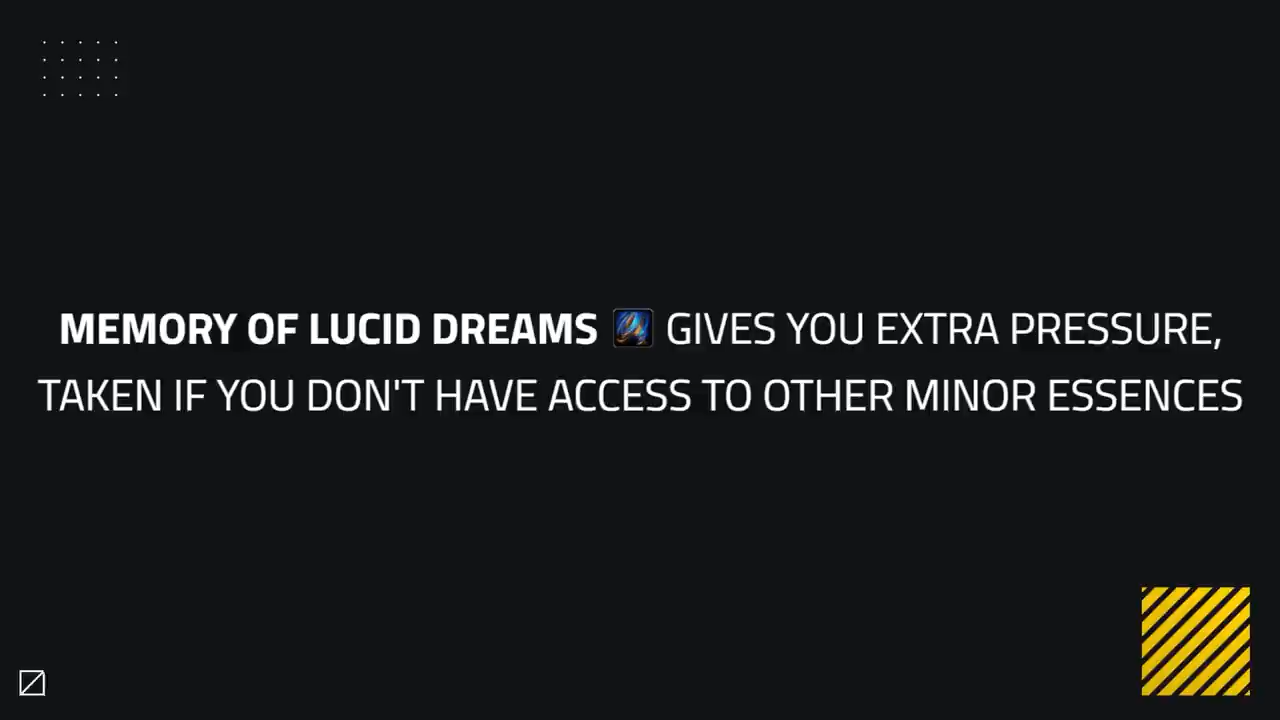 MEMORY OF LUCID DREAMS GIVES YOU EXTRA PRESSURE,
TAKEN IF YOU DON'T HAVE ACCESS TO OTHER MINOR ESSENCES